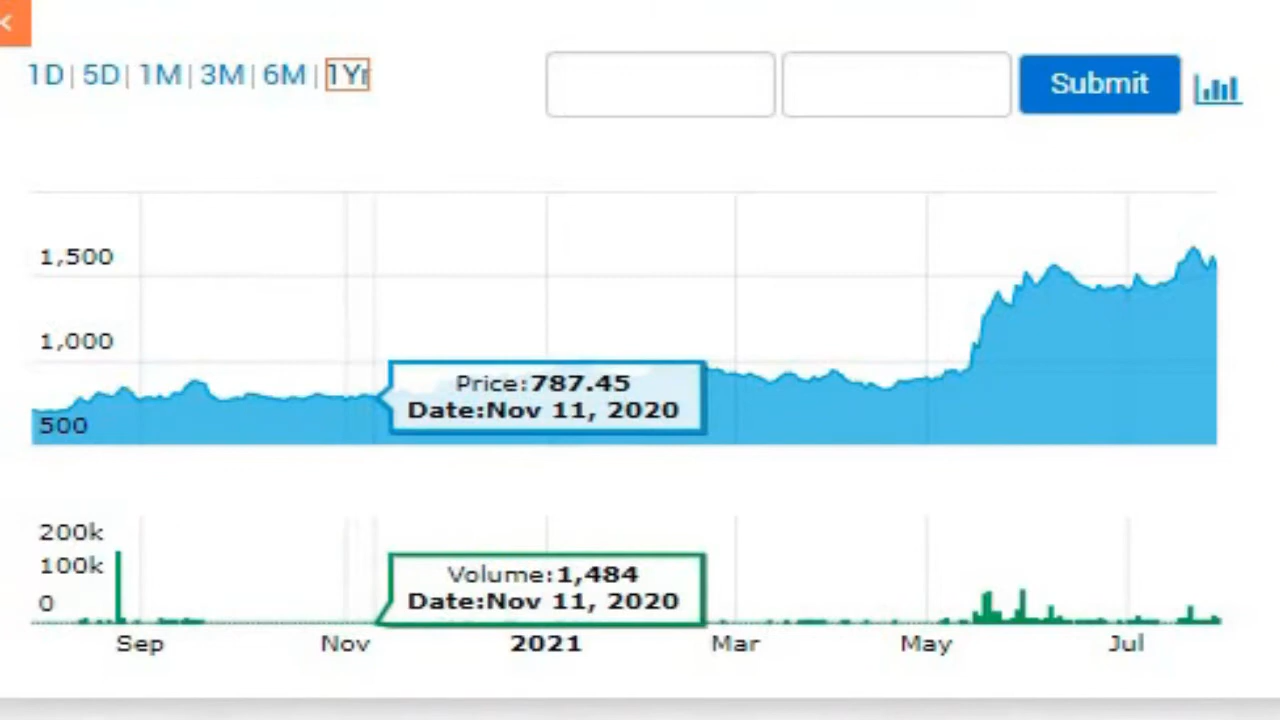 1D| 5D| 1M| 3M| 6M| 1Yr
Submit
1,500
1,000
500
Price:787.45
Date:Nov 11, 2020
200k
100k
0
Volume:1,484
Date:Nov 11, 2020
Sep Nov 2021 Mar May Jul